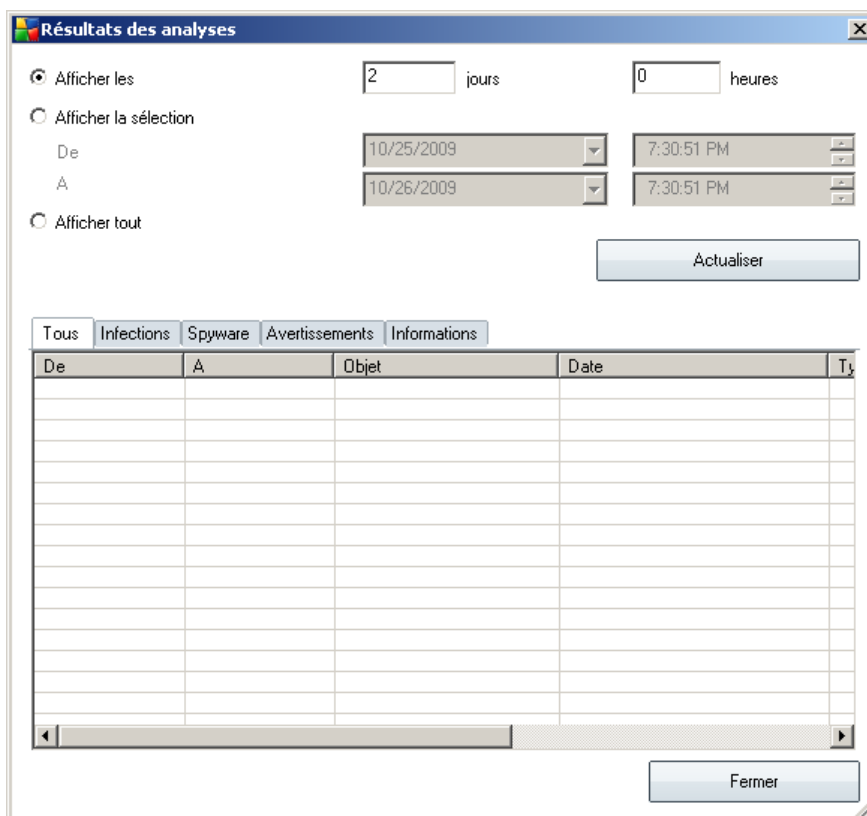 Résultats des analyses
Afficher les 2 jours 0 heures
Afficher la sélection
De 10/25/2009 7:30:51 PM
A 10/26/2009 7:30:51 PM
Afficher tout
Actualiser
Tous Infections Spyware Avertissements Informations
De A Objet Date Ty
Fermer